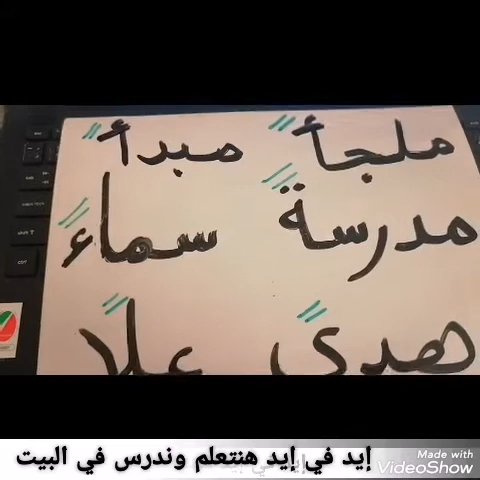 ملجأً مبدأً
مدرسةً سماءً
هدىً علاً
إيد في إيد هنتعلم وندرس في البيت
Made with
VideoShow